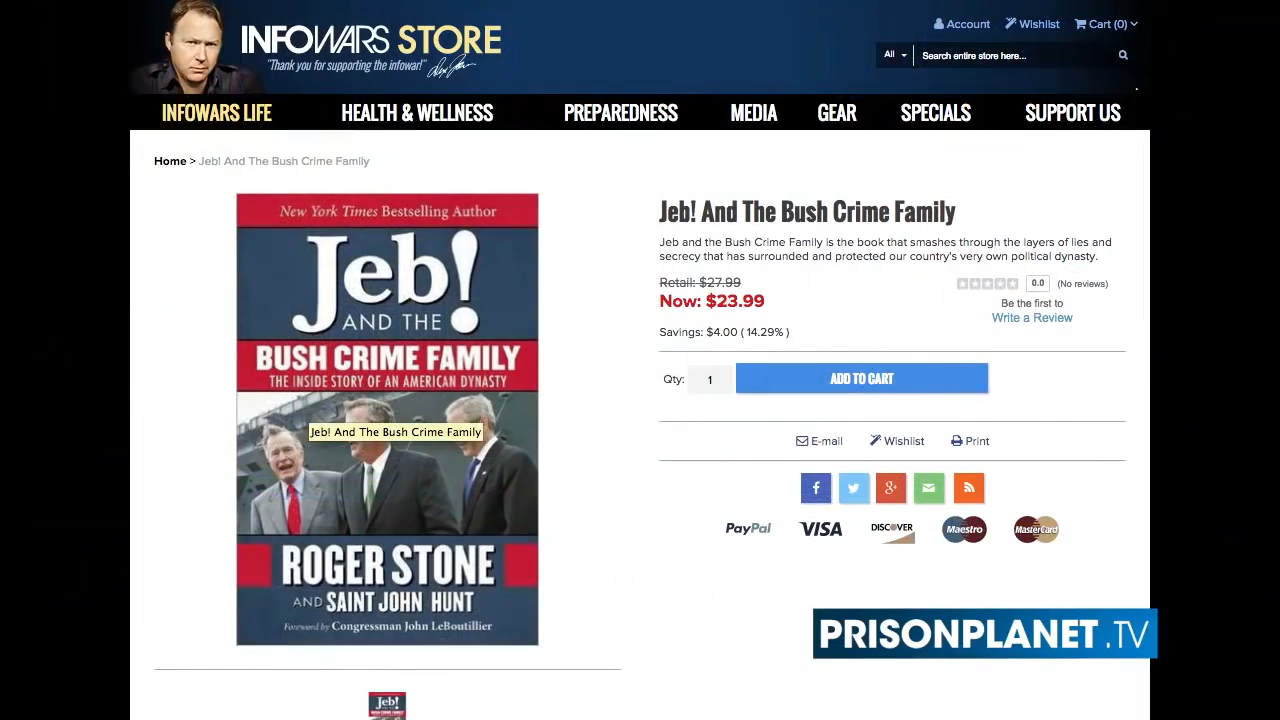 INFOWARS STORE
"Thank you for supporting the infowar!"
Account
Wishlist
Cart (0)
All
Search entire store here...
INFOWARS LIFE
HEALTH & WELLNESS
PREPAREDNESS
MEDIA
GEAR
SPECIALS
SUPPORT US
Home > Jeb! And The Bush Crime Family
New York Times Bestselling Author
Jeb!
AND THE
BUSH CRIME FAMILY
THE INSIDE STORY OF AN AMERICAN DYNASTY
Jeb! And The Bush Crime Family
ROGER STONE
AND SAINT JOHN HUNT
Foreword by Congressman John LeBoutillier
Jeb! And The Bush Crime Family
Jeb and the Bush Crime Family is the book that smashes through the layers of lies and
secrecy that has surrounded and protected our country's very own political dynasty.
Retail: $27.99
Now: $23.99
Savings: $4.00 ( 14.29% )
0.0
(No reviews)
Be the first to
Write a Review
Qty:
1
ADD TO CART
E-mail
Wishlist
Print
PayPal
VISA
DISCOVER
Maestro
MasterCard
PRISONPLANET.TV
Jeb!